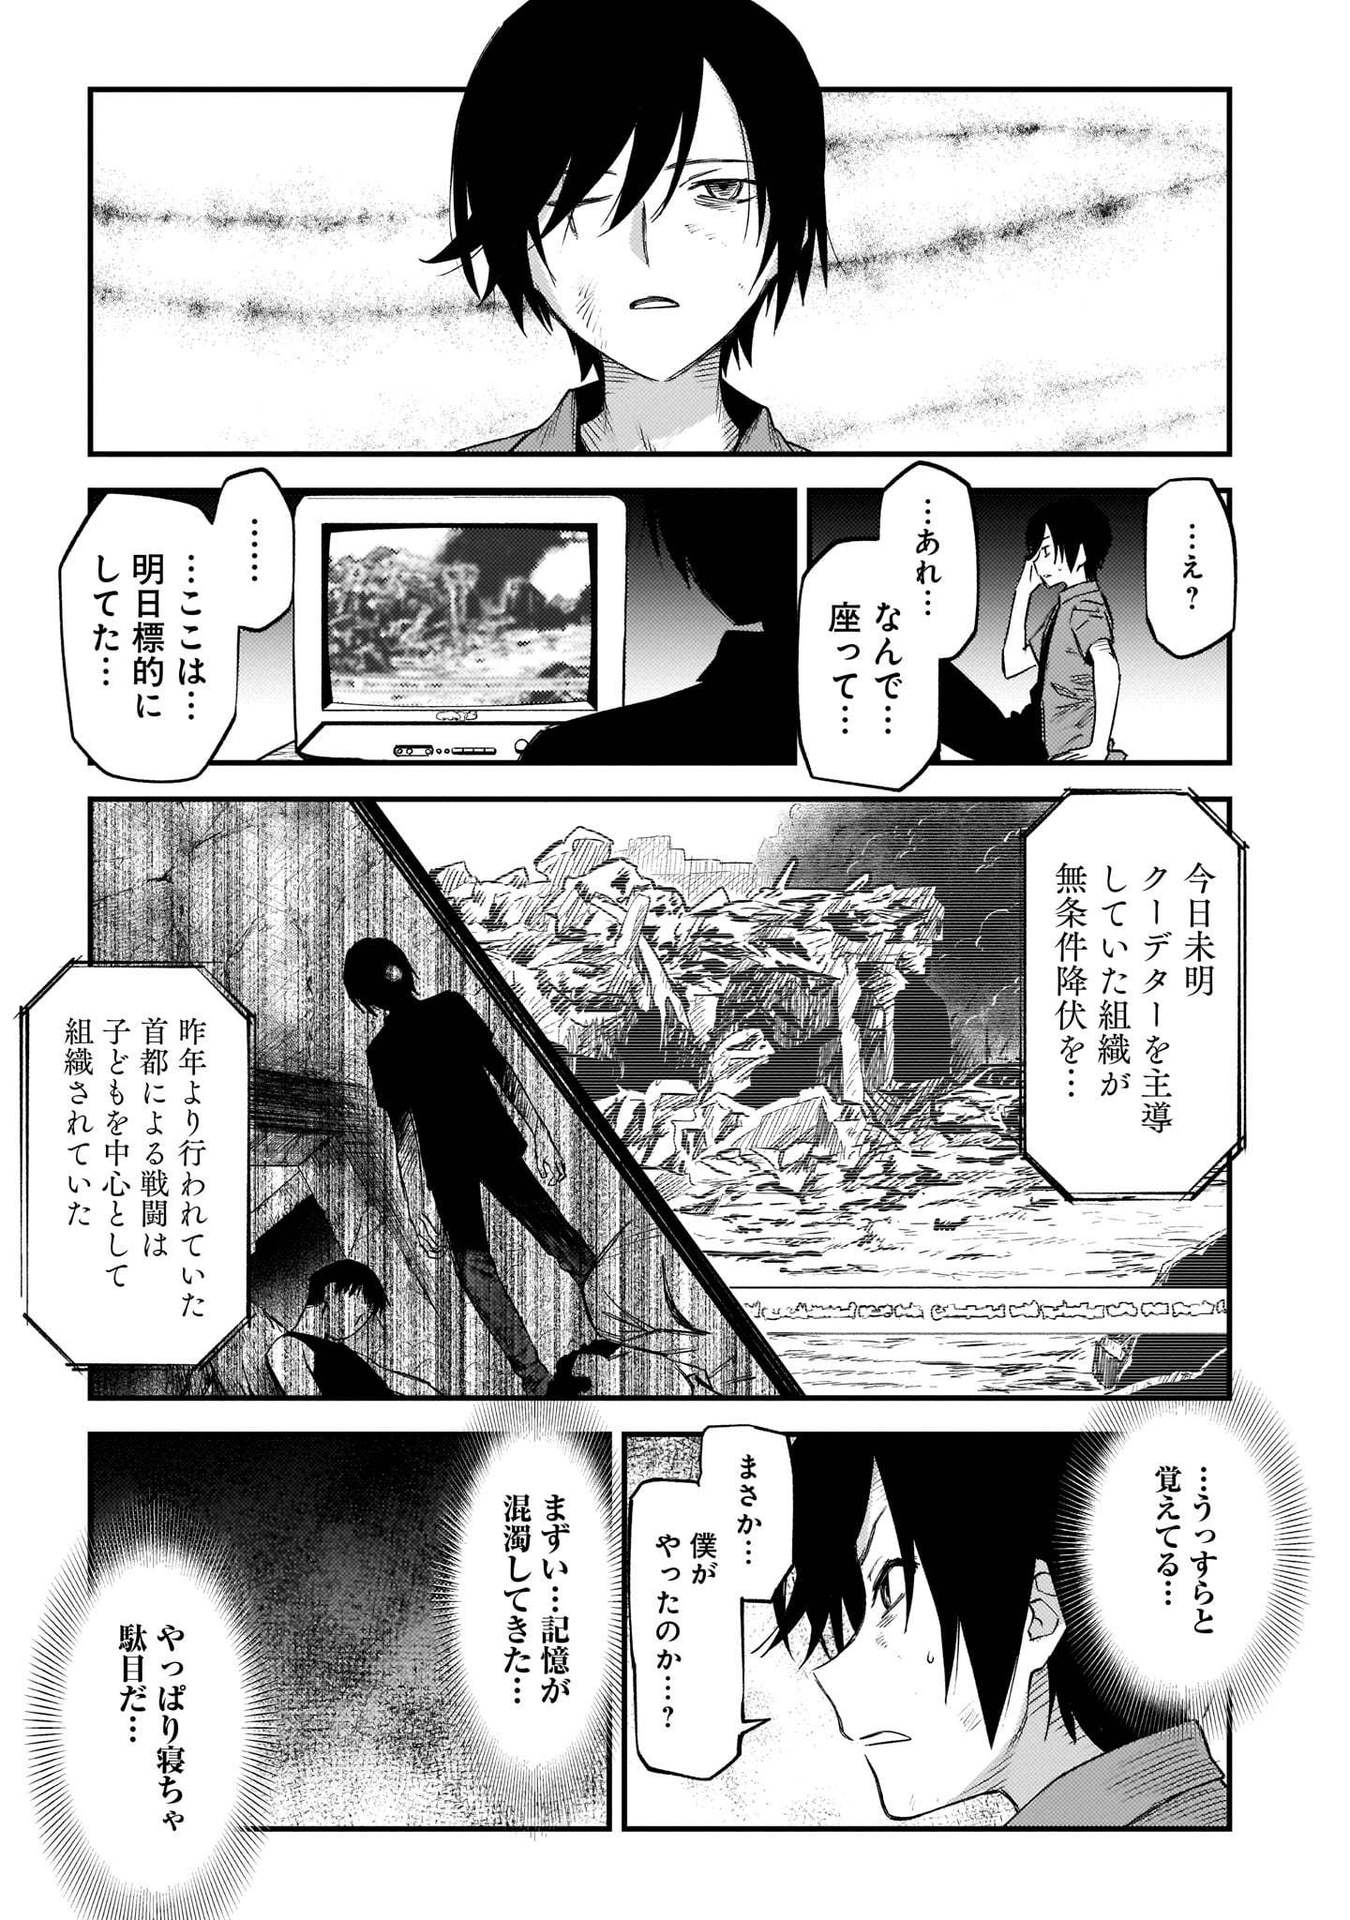 …え？
…あれ…
なんで…
座って…
……
…ここは…
明日標的に
してた…
今日未明
クーデターを主導
していた組織が
無条件降伏を…
昨年より行われていた
首都による戦闘は
子どもを中心として
組織されていた
…うっすらと
覚えてる…
まさか…
僕が
やったのか…？
まずい…記憶が
混濁してきた…
やっぱり寝ちゃ
駄目だ…